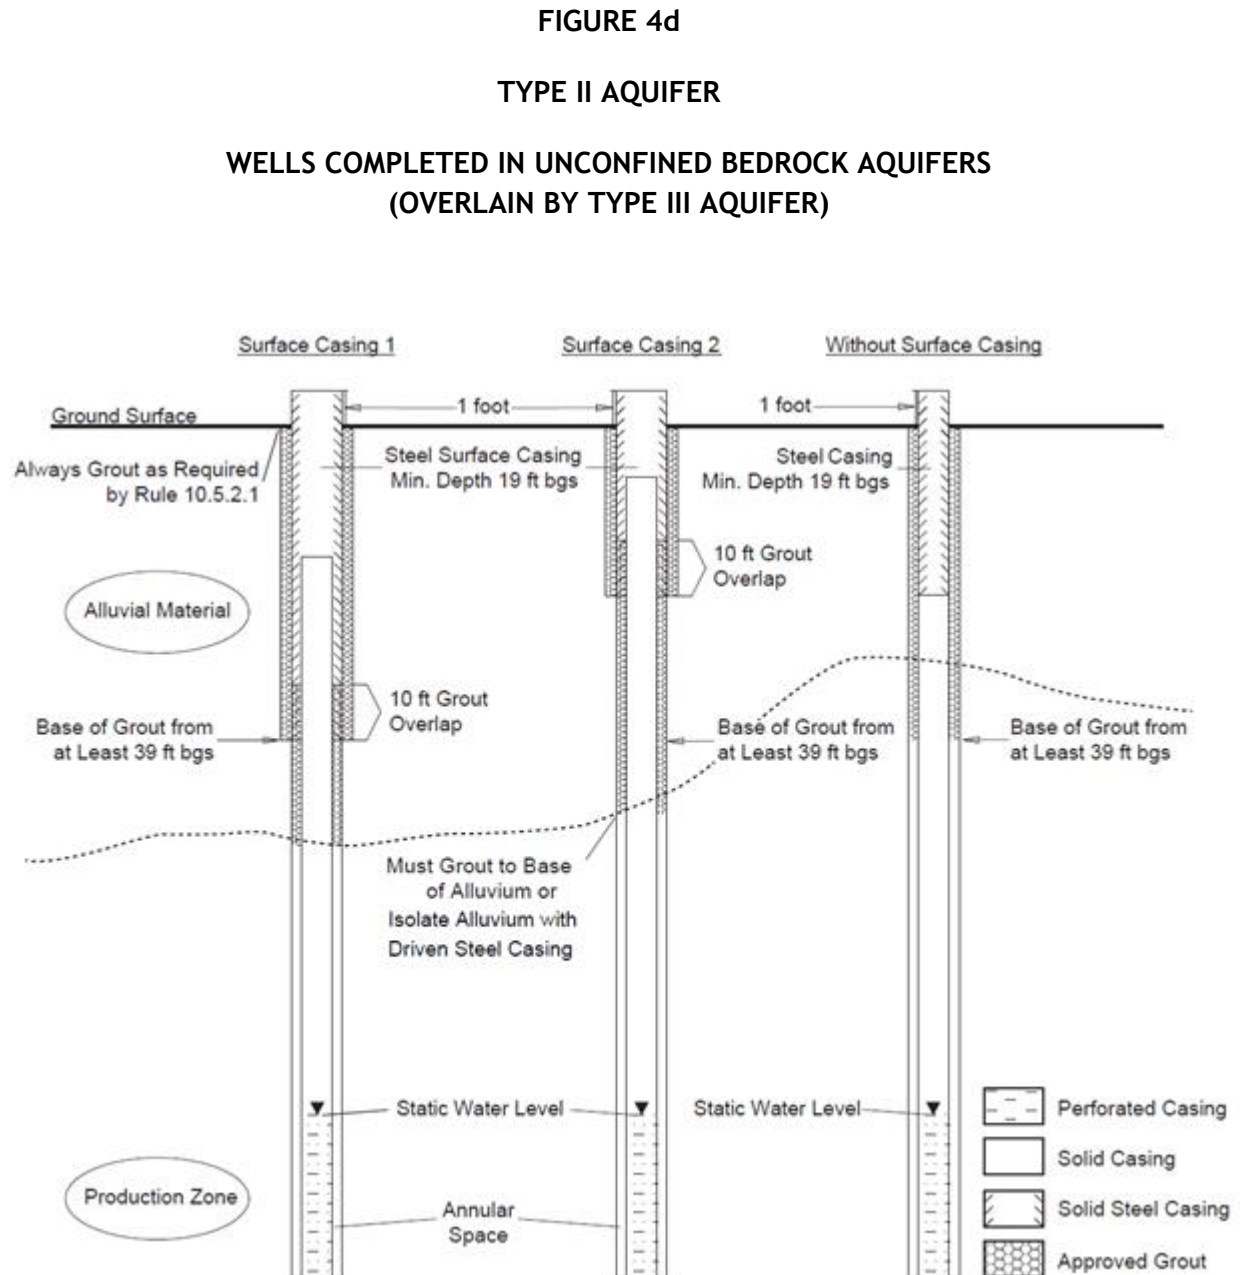 FIGURE 4d
TYPE II AQUIFER
WELLS COMPLETED IN UNCONFINED BEDROCK AQUIFERS
(OVERLAIN BY TYPE III AQUIFER)
Surface Casing 1
Surface Casing 2
Without Surface Casing
Ground Surface
1 foot
1 foot
Always Grout as Required
by Rule 10.5.2.1
Steel Surface Casing
Min. Depth 19 ft bgs
Steel Casing
Min. Depth 19 ft bgs
10 ft Grout
Overlap
Alluvial Material
10 ft Grout
Overlap
Base of Grout from
at Least 39 ft bgs
Base of Grout from
at Least 39 ft bgs
Base of Grout from
at Least 39 ft bgs
Must Grout to Base
of Alluvium or
Isolate Alluvium with
Driven Steel Casing
Static Water Level
Static Water Level
Production Zone
Annular
Space
Perforated Casing
Solid Casing
Solid Steel Casing
Approved Grout